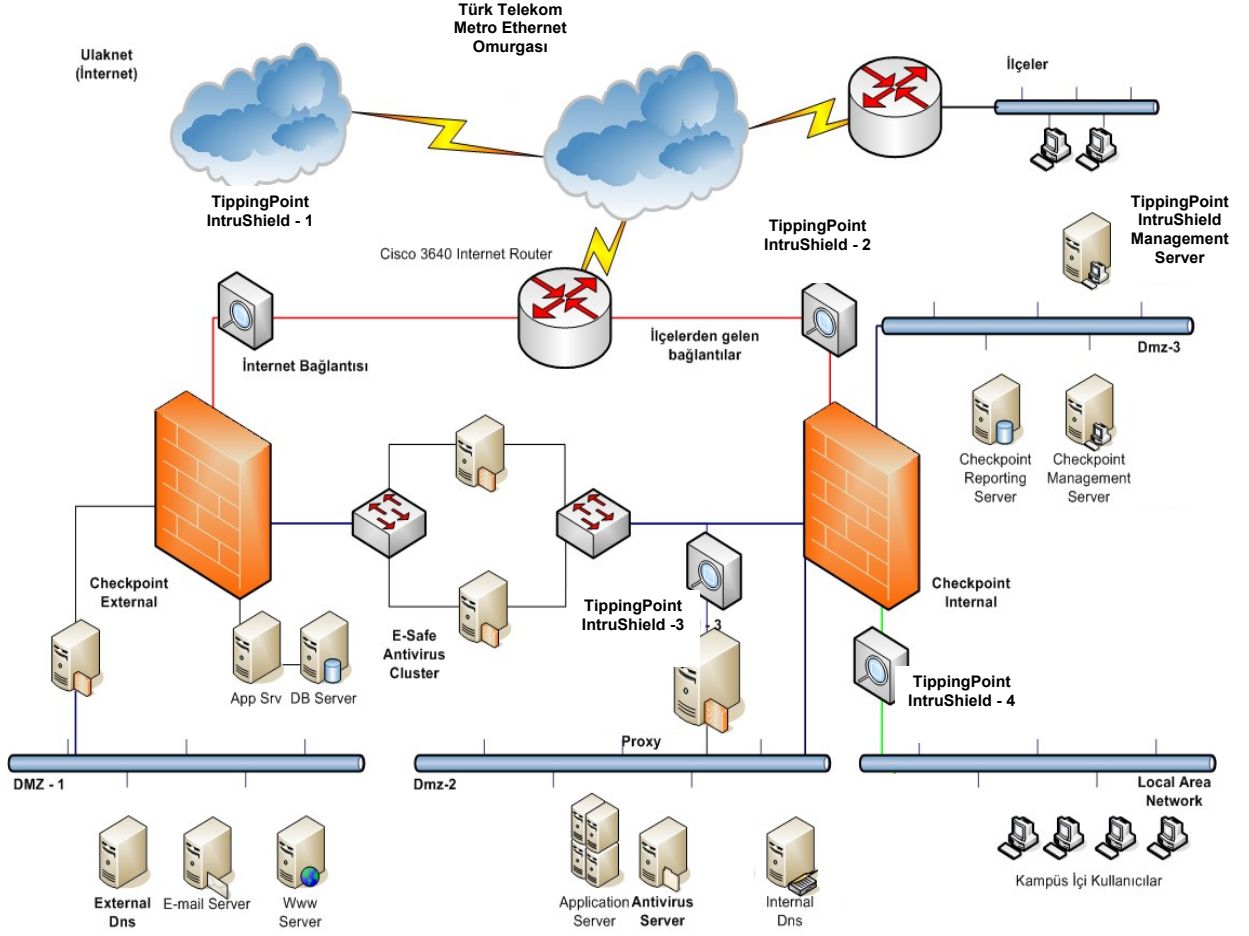 Türk Telekom
Metro Ethernet
Omurgası
Ulaknet
(İnternet)
İlçeler
TippingPoint
IntruShield - 1
TippingPoint
IntruShield - 2
TippingPoint
IntruShield
Management
Server
Cisco 3640 Internet Router
İnternet Bağlantısı
İlçelerden gelen
bağlantılar
Dmz-3
Checkpoint
Reporting
Server
Checkpoint
Management
Server
Checkpoint
External
E-Safe
Antivirus
Cluster
TippingPoint
IntruShield -3
- 3
Checkpoint
Internal
App Srv
DB Server
TippingPoint
IntruShield - 4
Proxy
DMZ - 1
Dmz-2
Local Area
Network
External
Dns
E-mail Server
Www
Server
Application
Server
Antivirus
Server
Internal
Dns
Kampüs İçi Kullanıcılar